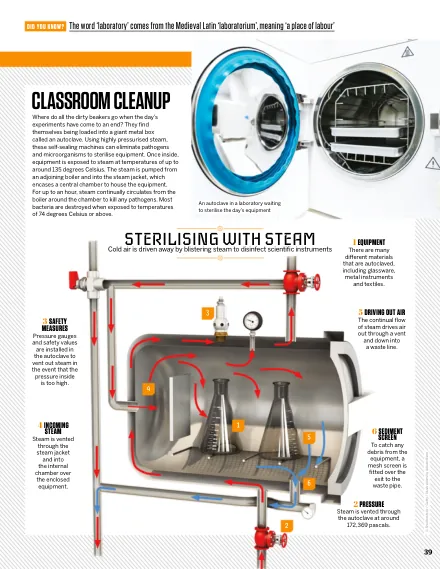 DID YOU KNOW? The word 'laboratory' comes from the Medieval Latin 'laboratorium', meaning 'a place of labour'
CLASSROOM CLEANUP
Where do all the dirty beakers go when the day's
experiments have come to an end? They find
themselves being loaded into a giant metal box
called an autoclave. Using highly pressurised steam,
these self-sealing machines can eliminate pathogens
and microorganisms to sterilise equipment. Once inside,
equipment is exposed to steam at temperatures of up to
around 135 degrees Celsius. The steam is pumped from
an adjoining boiler and into the steam jacket, which
encases a central chamber to house the equipment.
For up to an hour, steam continually circulates from the
boiler around the chamber to kill any pathogens. Most
bacteria are destroyed when exposed to temperatures
of 74 degrees Celsius or above.
An autoclave in a laboratory waiting
to sterilise the day's equipment
STERILISING WITH STEAM
Cold air is driven away by blistering steam to disinfect scientific instruments
1 EQUIPMENT
There are many
different materials
that are autoclaved,
including glassware,
metal instruments
and textiles.
3 SAFETY
MEASURES
Pressure gauges
and safety values
are installed in
the autoclave to
vent out steam in
the event that the
pressure inside
is too high.
5 DRIVING OUT AIR
The continual flow
of steam drives air
out through a vent
and down into
a waste line.
4 INCOMING
STEAM
Steam is vented
through the
steam jacket
and into
the internal
chamber over
the enclosed
equipment.
6 SEDIMENT
SCREEN
To catch any
debris from the
equipment, a
mesh screen is
fitted over the
exit to the
waste pipe.
2 PRESSURE
Steam is vented through
the autoclave at around
172,369 pascals.
3
4
1
5
6
2
39